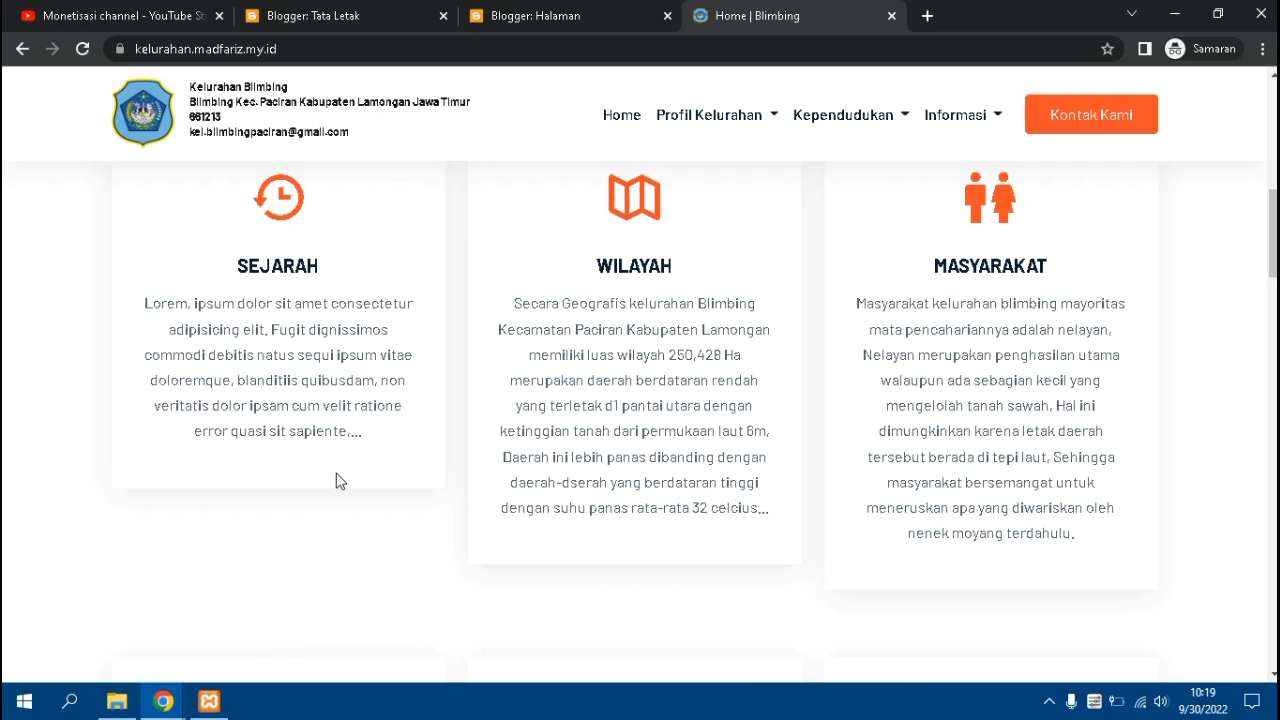 Monetisasi channel - YouTube St
Blogger: Tata Letak
Blogger: Halaman
Home | Blimbing
kelurahan.madfariz.my.id
Samaran
Kelurahan Blimbing
Blimbing Kec. Paciran Kabupaten Lamongan Jawa Timur
661213
kel.blimbingpaciran@gmail.com
Home
Profil Kelurahan
Kependudukan
Informasi
Kontak Kami
SEJARAH
Lorem, ipsum dolor sit amet consectetur
adipisicing elit. Fugit dignissimos
commodi debitis natus sequi ipsum vitae
doloremque, blanditiis quibusdam, non
veritatis dolor ipsam cum velit ratione
error quasi sit sapiente,...
WILAYAH
Secara Geografis kelurahan Blimbing
Kecamatan Paciran Kabupaten Lamongan
memiliki luas wilayah 250,428 Ha
merupakan daerah berdataran rendah
yang terletak d1 pantai utara dengan
ketinggian tanah dari permukaan laut 6m,
Daerah ini lebih panas dibanding dengan
daerah-dserah yang berdataran tinggi
dengan suhu panas rata-rata 32 celcius...
MASYARAKAT
Masyarakat kelurahan blimbing mayoritas
mata pencahariannya adalah nelayan,
Nelayan merupakan penghasilan utama
walaupun ada sebagian kecil yang
mengelolah tanah sawah, Hal ini
dimungkinkan karena letak daerah
tersebut berada di tepi laut, Sehingga
masyarakat bersemangat untuk
meneruskan apa yang diwariskan oleh
nenek moyang terdahulu.
10:19
9/30/2022